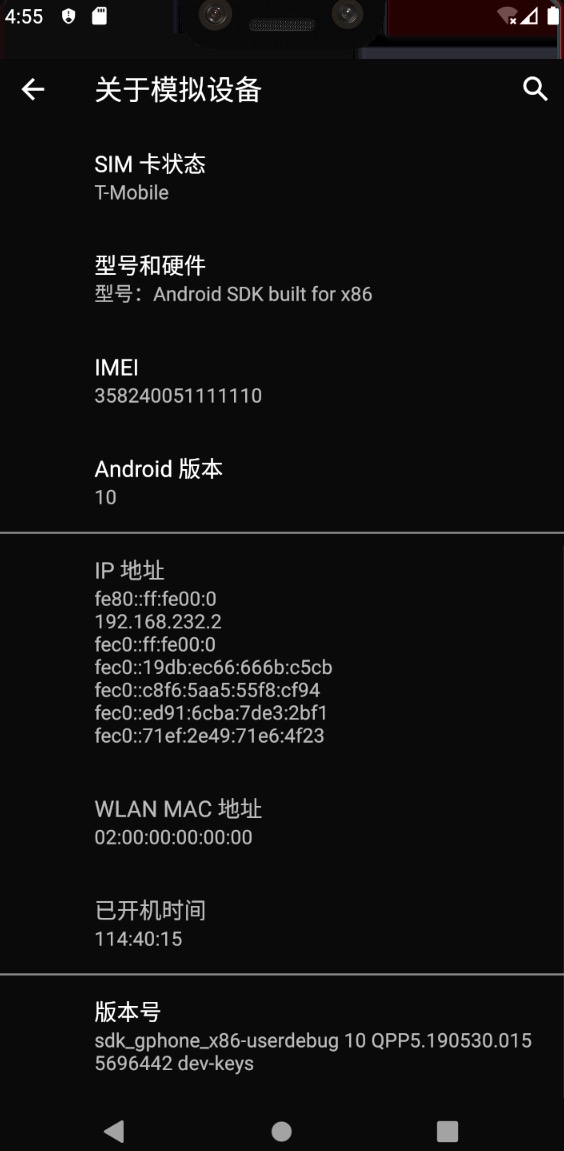 4:55
关于模拟设备
SIM 卡状态
T-Mobile
型号和硬件
型号：Android SDK built for x86
IMEI
358240051111110
Android 版本
10
IP 地址
fe80::ff:fe00:0
192.168.232.2
fec0::ff:fe00:0
fec0::19db:ec66:666b:c5cb
fec0::c8f6:5aa5:55f8:cf94
fec0::ed91:6cba:7de3:2bf1
fec0::71ef:2e49:71e6:4f23
WLAN MAC 地址
02:00:00:00:00:00
已开机时间
114:40:15
版本号
sdk_gphone_x86-userdebug 10 QPP5.190530.015
5696442 dev-keys